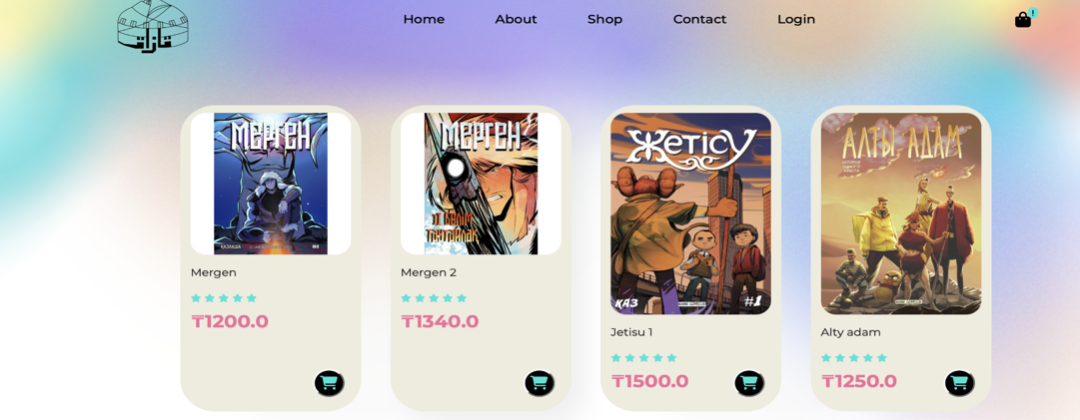 Home About Shop Contact Login
!
МЕРГЕН
ҚАЗАҚША
#1
Mergen
₸1200.0
МЕРГЕН
Mergen 2
₸1340.0
Жетісу
ҚАЗ
#1
Jetisu 1
₸1500.0
АЛТЫ АДАМ
Alty adam
₸1250.0